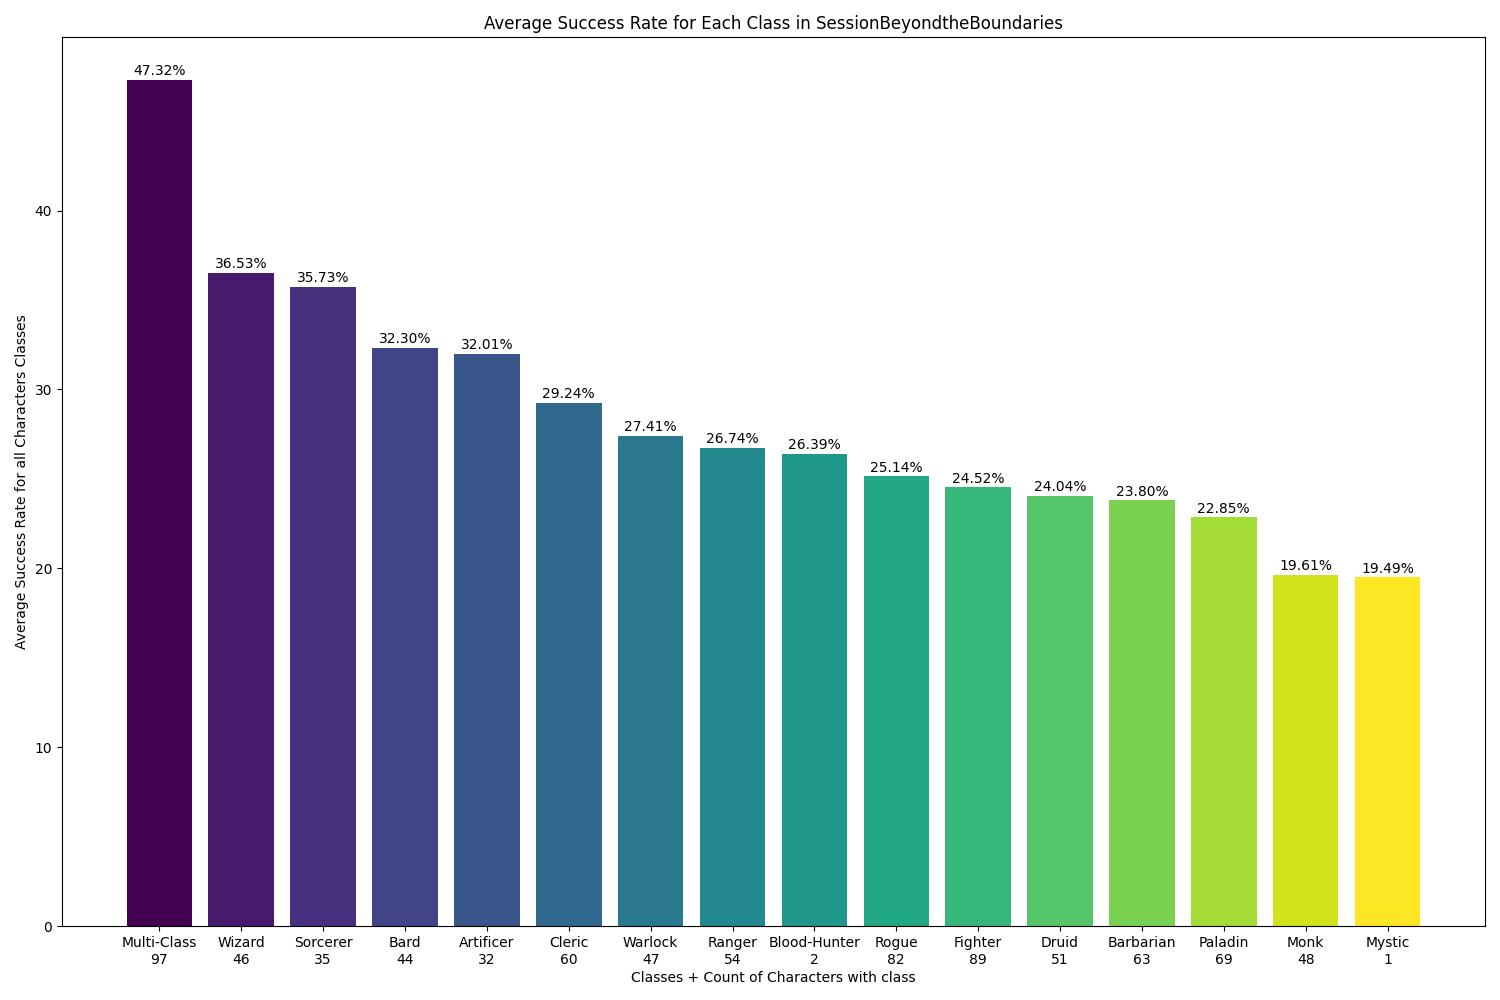 Average Success Rate for Each Class in SessionBeyondtheBoundaries
Average Success Rate for all Characters Classes
40
30
20
10
0
47.32%
36.53%
35.73%
32.30%
32.01%
29.24%
27.41%
26.74%
26.39%
25.14%
24.52%
24.04%
23.80%
22.85%
19.61%
19.49%
Multi-Class
97
Wizard
46
Sorcerer
35
Bard
44
Artificer
32
Cleric
60
Warlock
47
Ranger
54
Blood-Hunter
2
Rogue
82
Fighter
89
Druid
51
Barbarian
63
Paladin
69
Monk
48
Mystic
1
Classes + Count of Characters with class